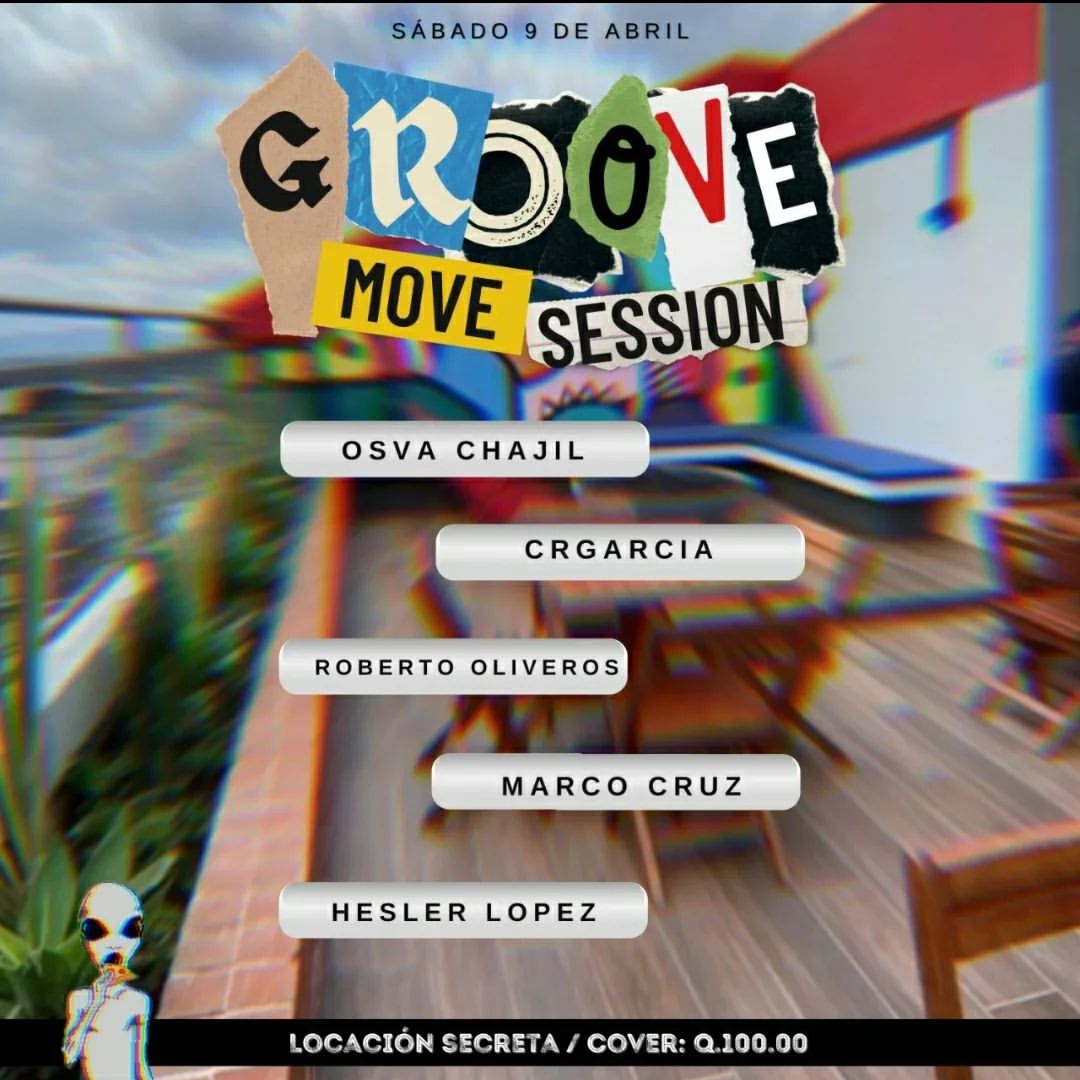 SÁBADO 9 DE ABRIL
GROOVE
MOVE SESSION
OSVA CHAJIL
CRGARCIA
ROBERTO OLIVEROS
MARCO CRUZ
HESLER LOPEZ
LOCACIÓN SECRETA / COVER: Q.100.00